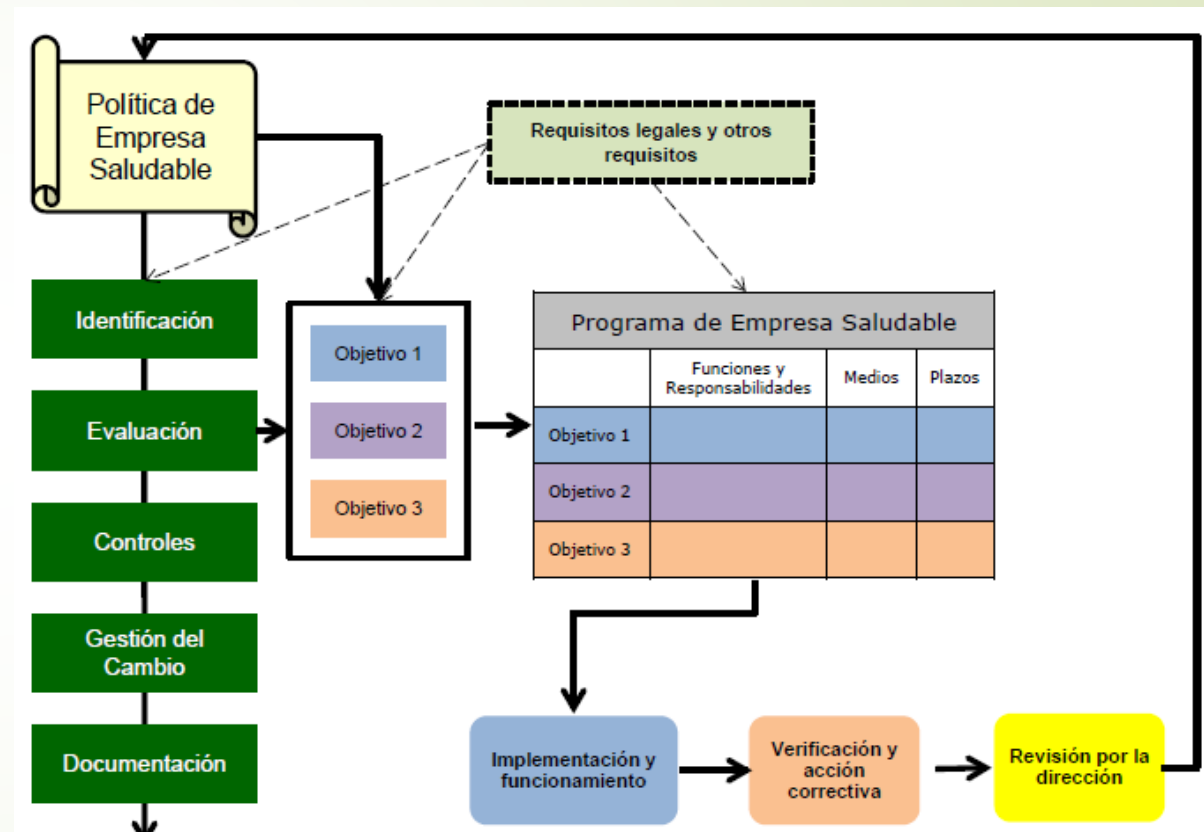 Política de
Empresa
Saludable
Requisitos legales y otros
requisitos
Identificación
Evaluación
Controles
Gestión del
Cambio
Documentación
Objetivo 1
Objetivo 2
Objetivo 3
Programa de Empresa Saludable
Funciones y
Responsabilidades
Medios
Plazos
Objetivo 1
Objetivo 2
Objetivo 3
Implementación y
funcionamiento
Verificación y
acción
correctiva
Revisión por la
dirección